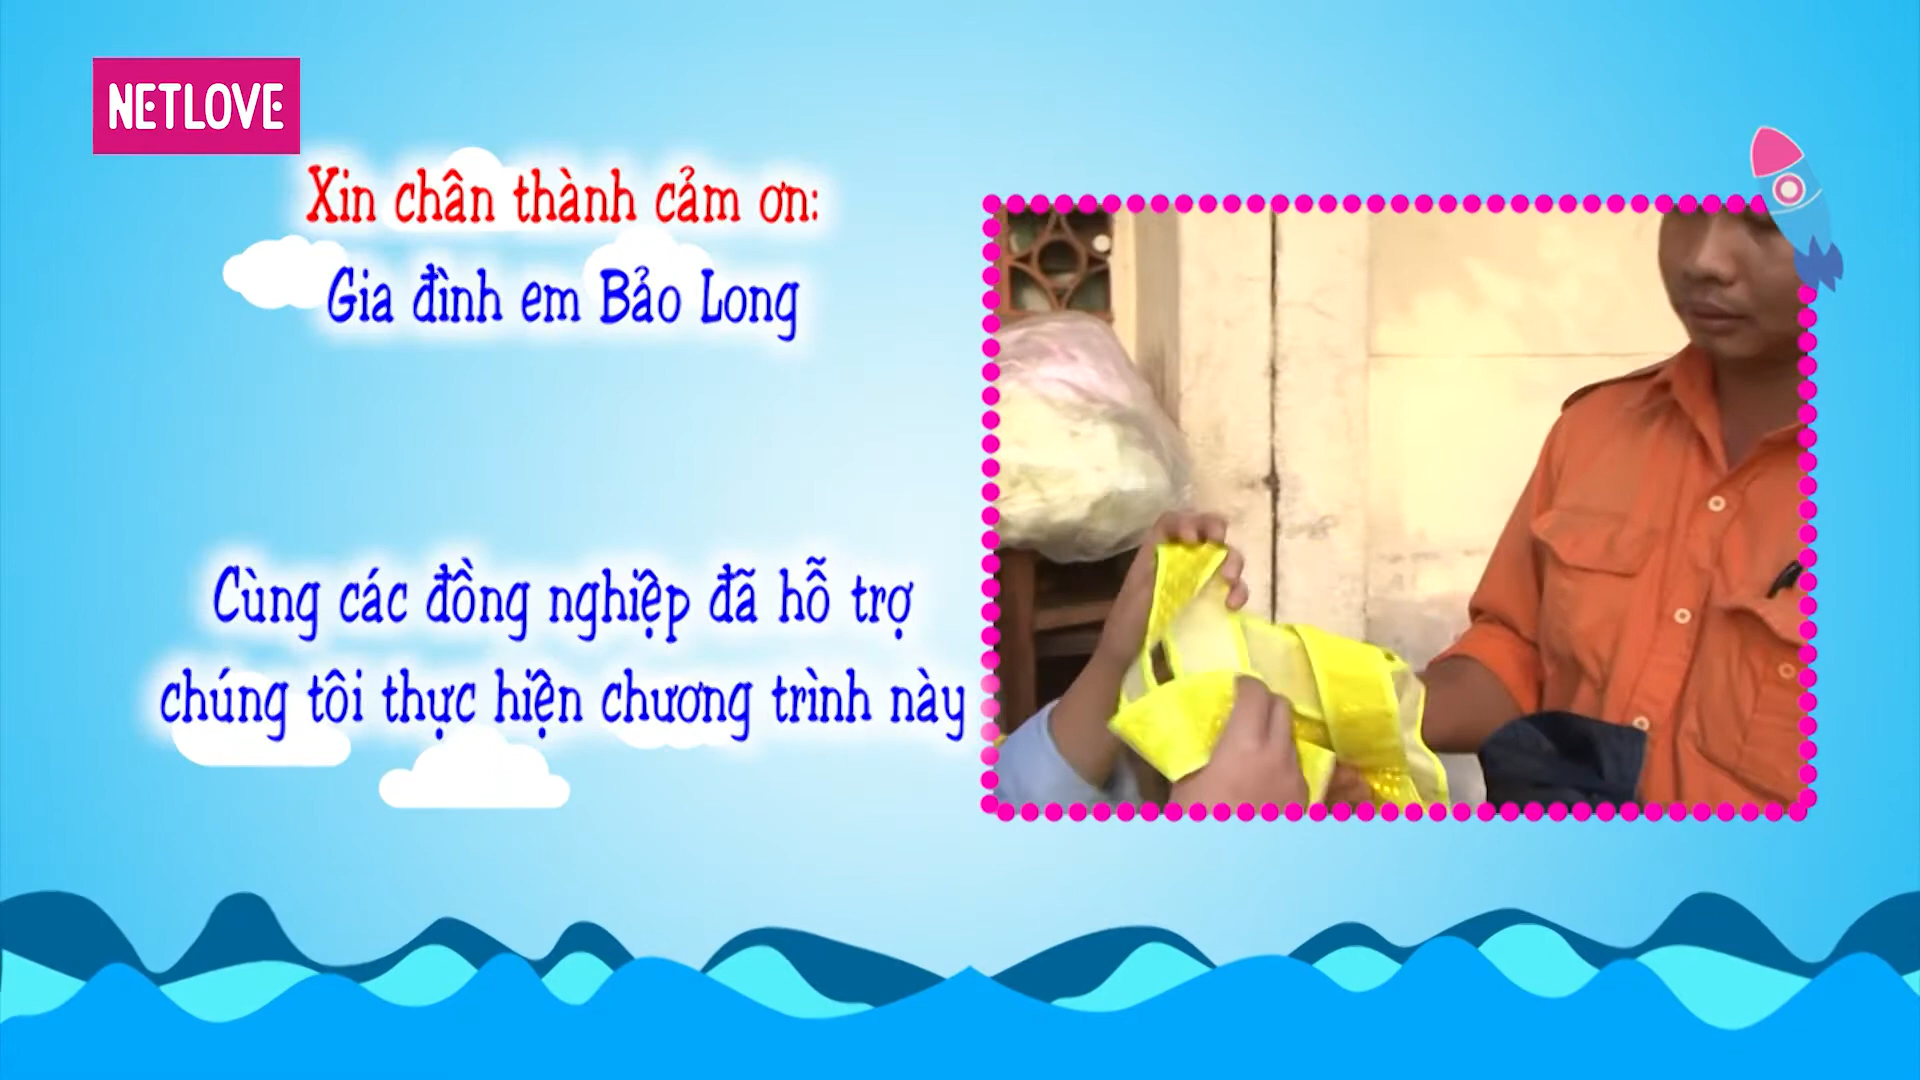 NETLOVE
Xin chân thành cảm ơn:
Gia đình em Bảo Long
Cùng các đồng nghiệp đã hỗ trợ
chúng tôi thực hiện chương trình này